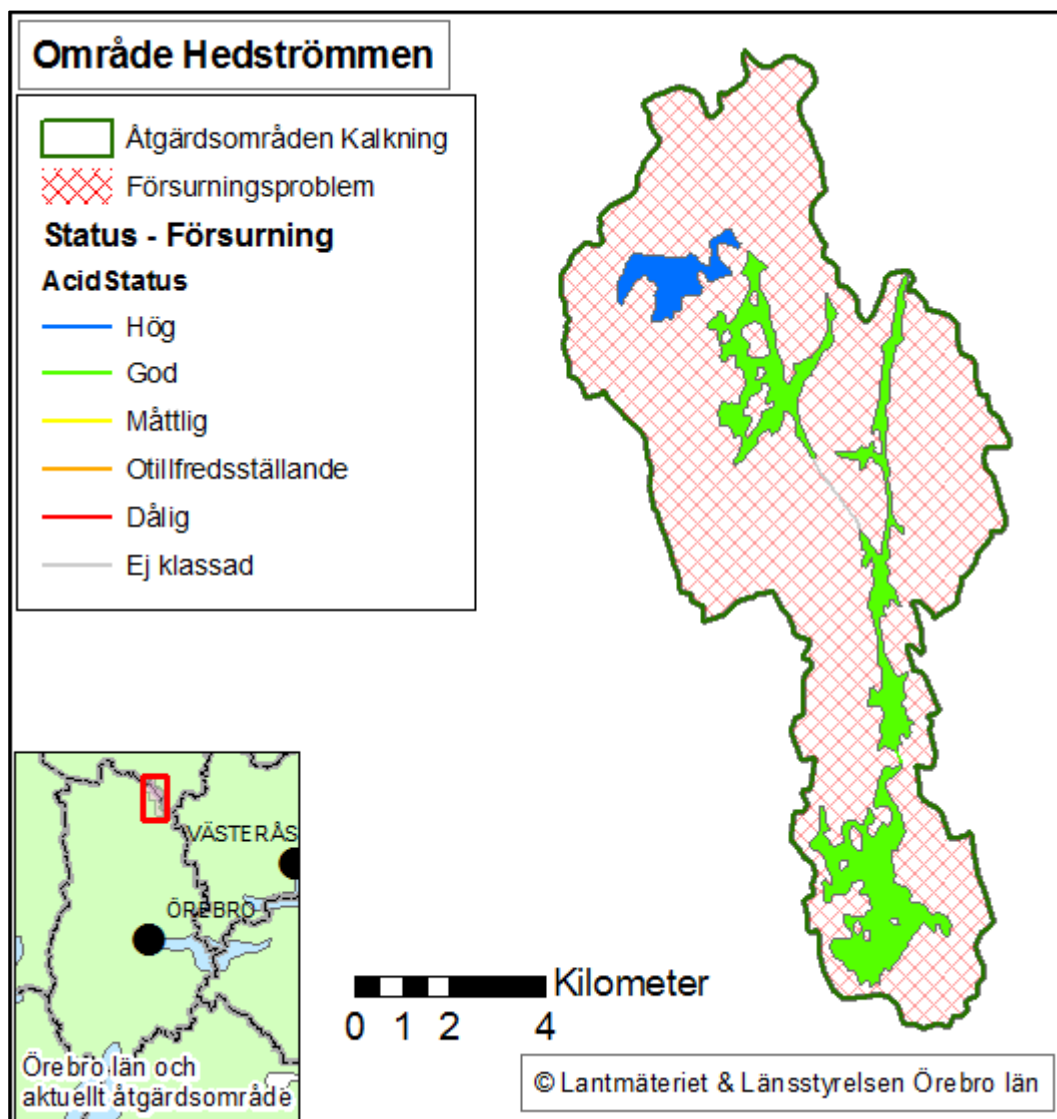 Område Hedströmmen
Åtgärdsområden Kalkning
Försurningsproblem
Status - Försurning
AcidStatus
Hög
God
Måttlig
Otillfredsställande
Dålig
Ej klassad
VÄSTERÅS
ÖREBRO
Örebro län och
aktuellt åtgärdsområde
Kilometer
0 1 2 4
© Lantmäteriet & Länsstyrelsen Örebro län